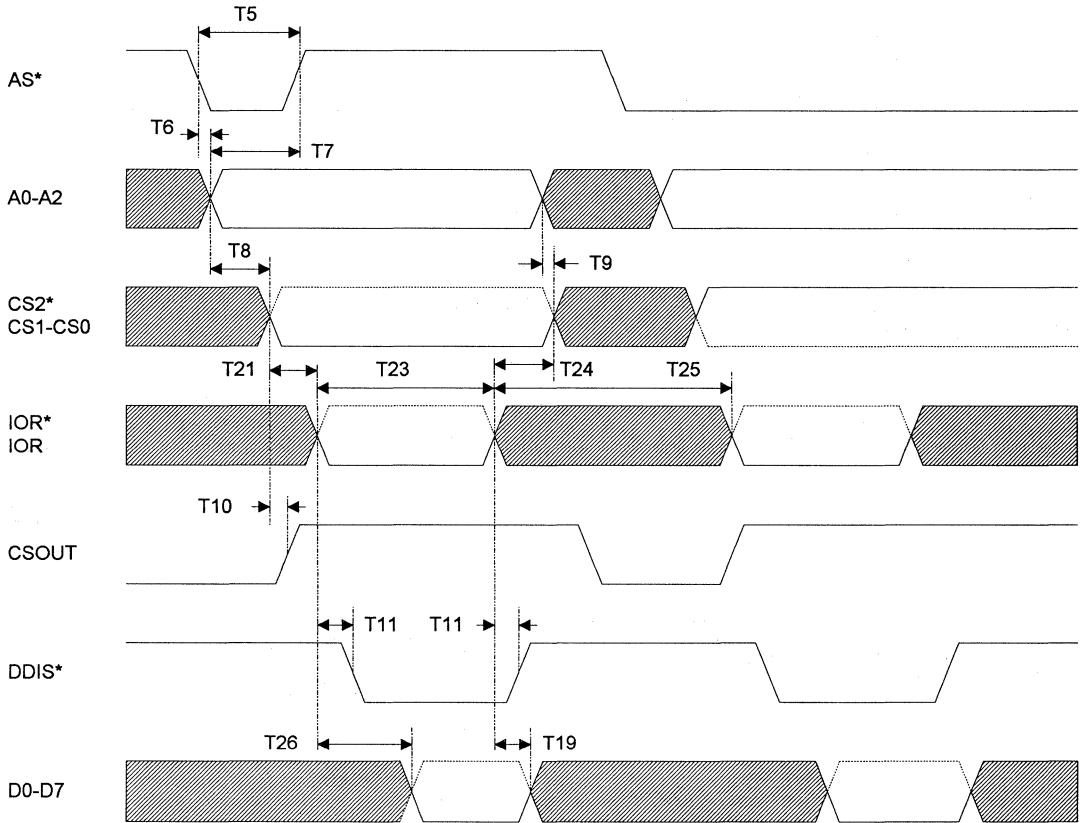 T5
AS*
T6
T7
A0-A2
T8
T9
CS2*
CS1-CS0
T21
T23
T24
T25
IOR*
IOR
T10
CSOUT
T11
T11
DDIS*
T26
T19
D0-D7